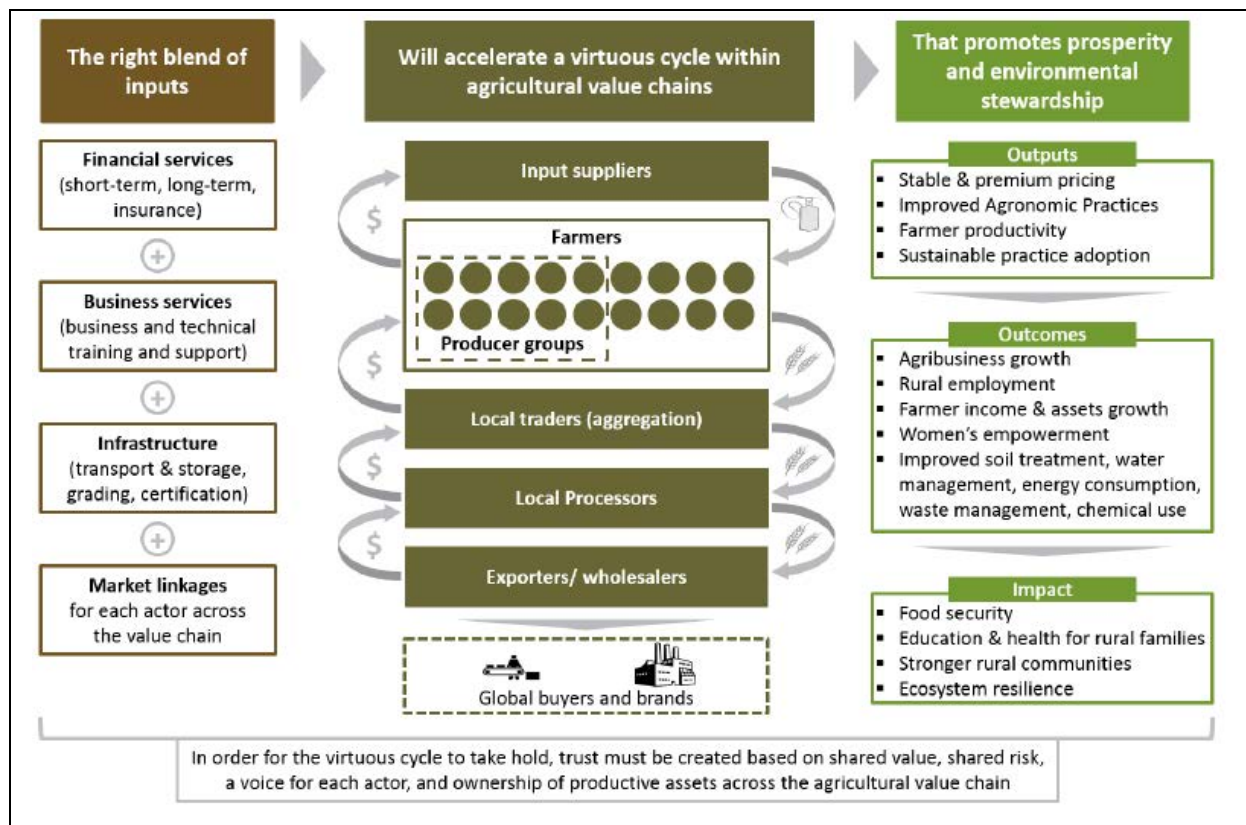 The right blend of
inputs
Will accelerate a virtuous cycle within
agricultural value chains
That promotes prosperity
and environmental
stewardship
Financial services
(short-term, long-term,
insurance)
Business services
(business and technical
training and support)
Infrastructure
(transport & storage,
grading, certification)
Market linkages
for each actor across
the value chain
Input suppliers
$
Farmers
Producer groups
$
Local traders (aggregation)
$
Local Processors
$
Exporters/ wholesalers
Global buyers and brands
Outputs
▪ Stable & premium pricing
▪ Improved Agronomic Practices
▪ Farmer productivity
▪ Sustainable practice adoption
Outcomes
▪ Agribusiness growth
▪ Rural employment
▪ Farmer income & assets growth
▪ Women's empowerment
▪ Improved soil treatment, water
management, energy consumption,
waste management, chemical use
Impact
▪ Food security
▪ Education & health for rural families
▪ Stronger rural communities
▪ Ecosystem resilience
In order for the virtuous cycle to take hold, trust must be created based on shared value, shared risk,
a voice for each actor, and ownership of productive assets across the agricultural value chain